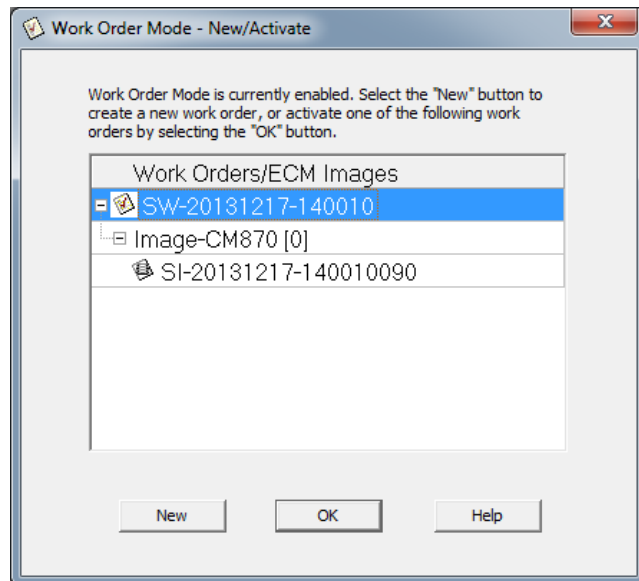 Work Order Mode - New/Activate
Work Order Mode is currently enabled. Select the "New" button to
create a new work order, or activate one of the following work
orders by selecting the "OK" button.
Work Orders/ECM Images
SW-20131217-140010
Image-CM870 [0]
SI-20131217-140010090
New
OK
Help